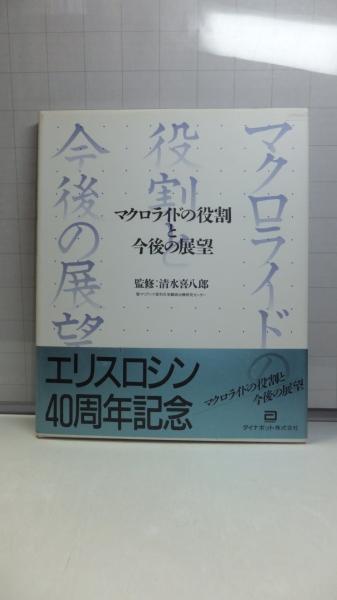 マクロライドの
役割と
今後の展望
マクロライドの役割
と
今後の展望
監修:清水喜八郎
エリスロシン
40周年記念
マクロライドの役割と
今後の展望
ダイナボット株式会社